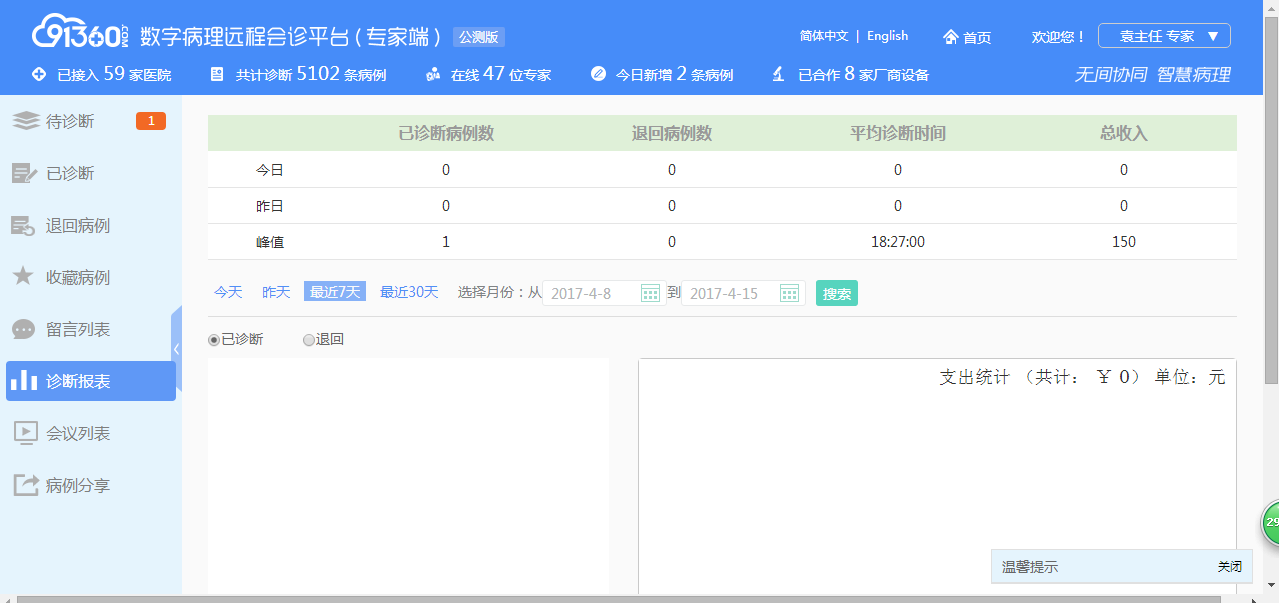 91360.COM 数字病理远程会诊平台(专家端) 公测版
简体中文 | English 首页 欢迎您! 袁主任 专家 ▼
已接入 59 家医院 共计诊断 5102 条病例 在线 47 位专家 今日新增 2 条病例 已合作 8 家厂商设备 无间协同 智慧病理
待诊断 1
已诊断
退回病例
收藏病例
留言列表
诊断报表
会议列表
病例分享
已诊断病例数 退回病例数 平均诊断时间 总收入
今日 0 0 0 0
昨日 0 0 0 0
峰值 1 0 18:27:00 150
今天 昨天 最近7天 最近30天 选择月份:从 2017-4-8 到 2017-4-15 搜索
已诊断 退回
支出统计 (共计: ¥ 0) 单位: 元
29
温馨提示 关闭